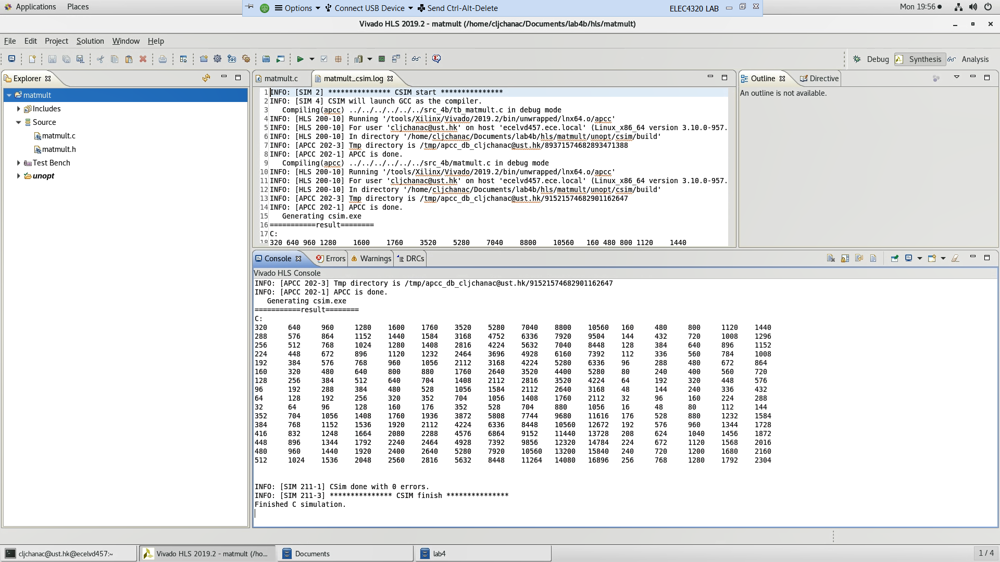 Applications Places
Options Connect USB Device Send Ctrl-Alt-Delete ELEC4320 LAB
Mon 19:56
Vivado HLS 2019.2 - matmult (/home/cljchanac/Documents/lab4b/hls/matmult)
File Edit Project Solution Window Help
Debug Synthesis Analysis
Explorer
matmult
Includes
Source
matmult.c
matmult.h
Test Bench
unopt
matmult.c matmult_csim.log
1 INFO: [SIM 2] *************** CSIM start ***************
2 INFO: [SIM 4] CSIM will launch GCC as the compiler.
3 Compiling(apcc) ../../../../../../src_4b/tb_matmult.c in debug mode
4 INFO: [HLS 200-10] Running '/tools/Xilinx/Vivado/2019.2/bin/unwrapped/lnx64.o/apcc'
5 INFO: [HLS 200-10] For user 'cljchanac@ust.hk' on host 'ecelvd457.ece.local' (Linux_x86_64 version 3.10.0-957.
6 INFO: [HLS 200-10] In directory '/home/cljchanac/Documents/lab4b/hls/matmult/unopt/csim/build'
7 INFO: [APCC 202-3] Tmp directory is /tmp/apcc_db_cljchanac@ust.hk/89371574682893471388
8 INFO: [APCC 202-1] APCC is done.
9 Compiling(apcc) ../../../../../../src_4b/matmult.c in debug mode
10 INFO: [HLS 200-10] Running '/tools/Xilinx/Vivado/2019.2/bin/unwrapped/lnx64.o/apcc'
11 INFO: [HLS 200-10] For user 'cljchanac@ust.hk' on host 'ecelvd457.ece.local' (Linux_x86_64 version 3.10.0-957.
12 INFO: [HLS 200-10] In directory '/home/cljchanac/Documents/lab4b/hls/matmult/unopt/csim/build'
13 INFO: [APCC 202-3] Tmp directory is /tmp/apcc_db_cljchanac@ust.hk/91521574682901162647
14 INFO: [APCC 202-1] APCC is done.
15 Generating csim.exe
16 ===========result========
17 C:
18 320 640 960 1280 1600 1760 3520 5280 7040 8800 10560 160 480 800 1120 1440
Outline Directive
An outline is not available.
Console Errors Warnings DRCs
Vivado HLS Console
INFO: [APCC 202-3] Tmp directory is /tmp/apcc_db_cljchanac@ust.hk/91521574682901162647
INFO: [APCC 202-1] APCC is done.
Generating csim.exe
===========result========
C:
320 640 960 1280 1600 1760 3520 5280 7040 8800 10560 160 480 800 1120 1440
288 576 864 1152 1440 1584 3168 4752 6336 7920 9504 144 432 720 1008 1296
256 512 768 1024 1280 1408 2816 4224 5632 7040 8448 128 384 640 896 1152
224 448 672 896 1120 1232 2464 3696 4928 6160 7392 112 336 560 784 1008
192 384 576 768 960 1056 2112 3168 4224 5280 6336 96 288 480 672 864
160 320 480 640 800 880 1760 2640 3520 4400 5280 80 240 400 560 720
128 256 384 512 640 704 1408 2112 2816 3520 4224 64 192 320 448 576
96 192 288 384 480 528 1056 1584 2112 2640 3168 48 144 240 336 432
64 128 192 256 320 352 704 1056 1408 1760 2112 32 96 160 224 288
32 64 96 128 160 176 352 528 704 880 1056 16 48 80 112 144
352 704 1056 1408 1760 1936 3872 5808 7744 9680 11616 176 528 880 1232 1584
384 768 1152 1536 1920 2112 4224 6336 8448 10560 12672 192 576 960 1344 1728
416 832 1248 1664 2080 2288 4576 6864 9152 11440 13728 208 624 1040 1456 1872
448 896 1344 1792 2240 2464 4928 7392 9856 12320 14784 224 672 1120 1568 2016
480 960 1440 1920 2400 2640 5280 7920 10560 13200 15840 240 720 1200 1680 2160
512 1024 1536 2048 2560 2816 5632 8448 11264 14080 16896 256 768 1280 1792 2304
INFO: [SIM 211-1] CSim done with 0 errors.
INFO: [SIM 211-3] *************** CSIM finish ***************
Finished C simulation.
cljchanac@ust.hk@ecelvd457:~ Vivado HLS 2019.2 - matmult (/ho... Documents lab4 1 / 4